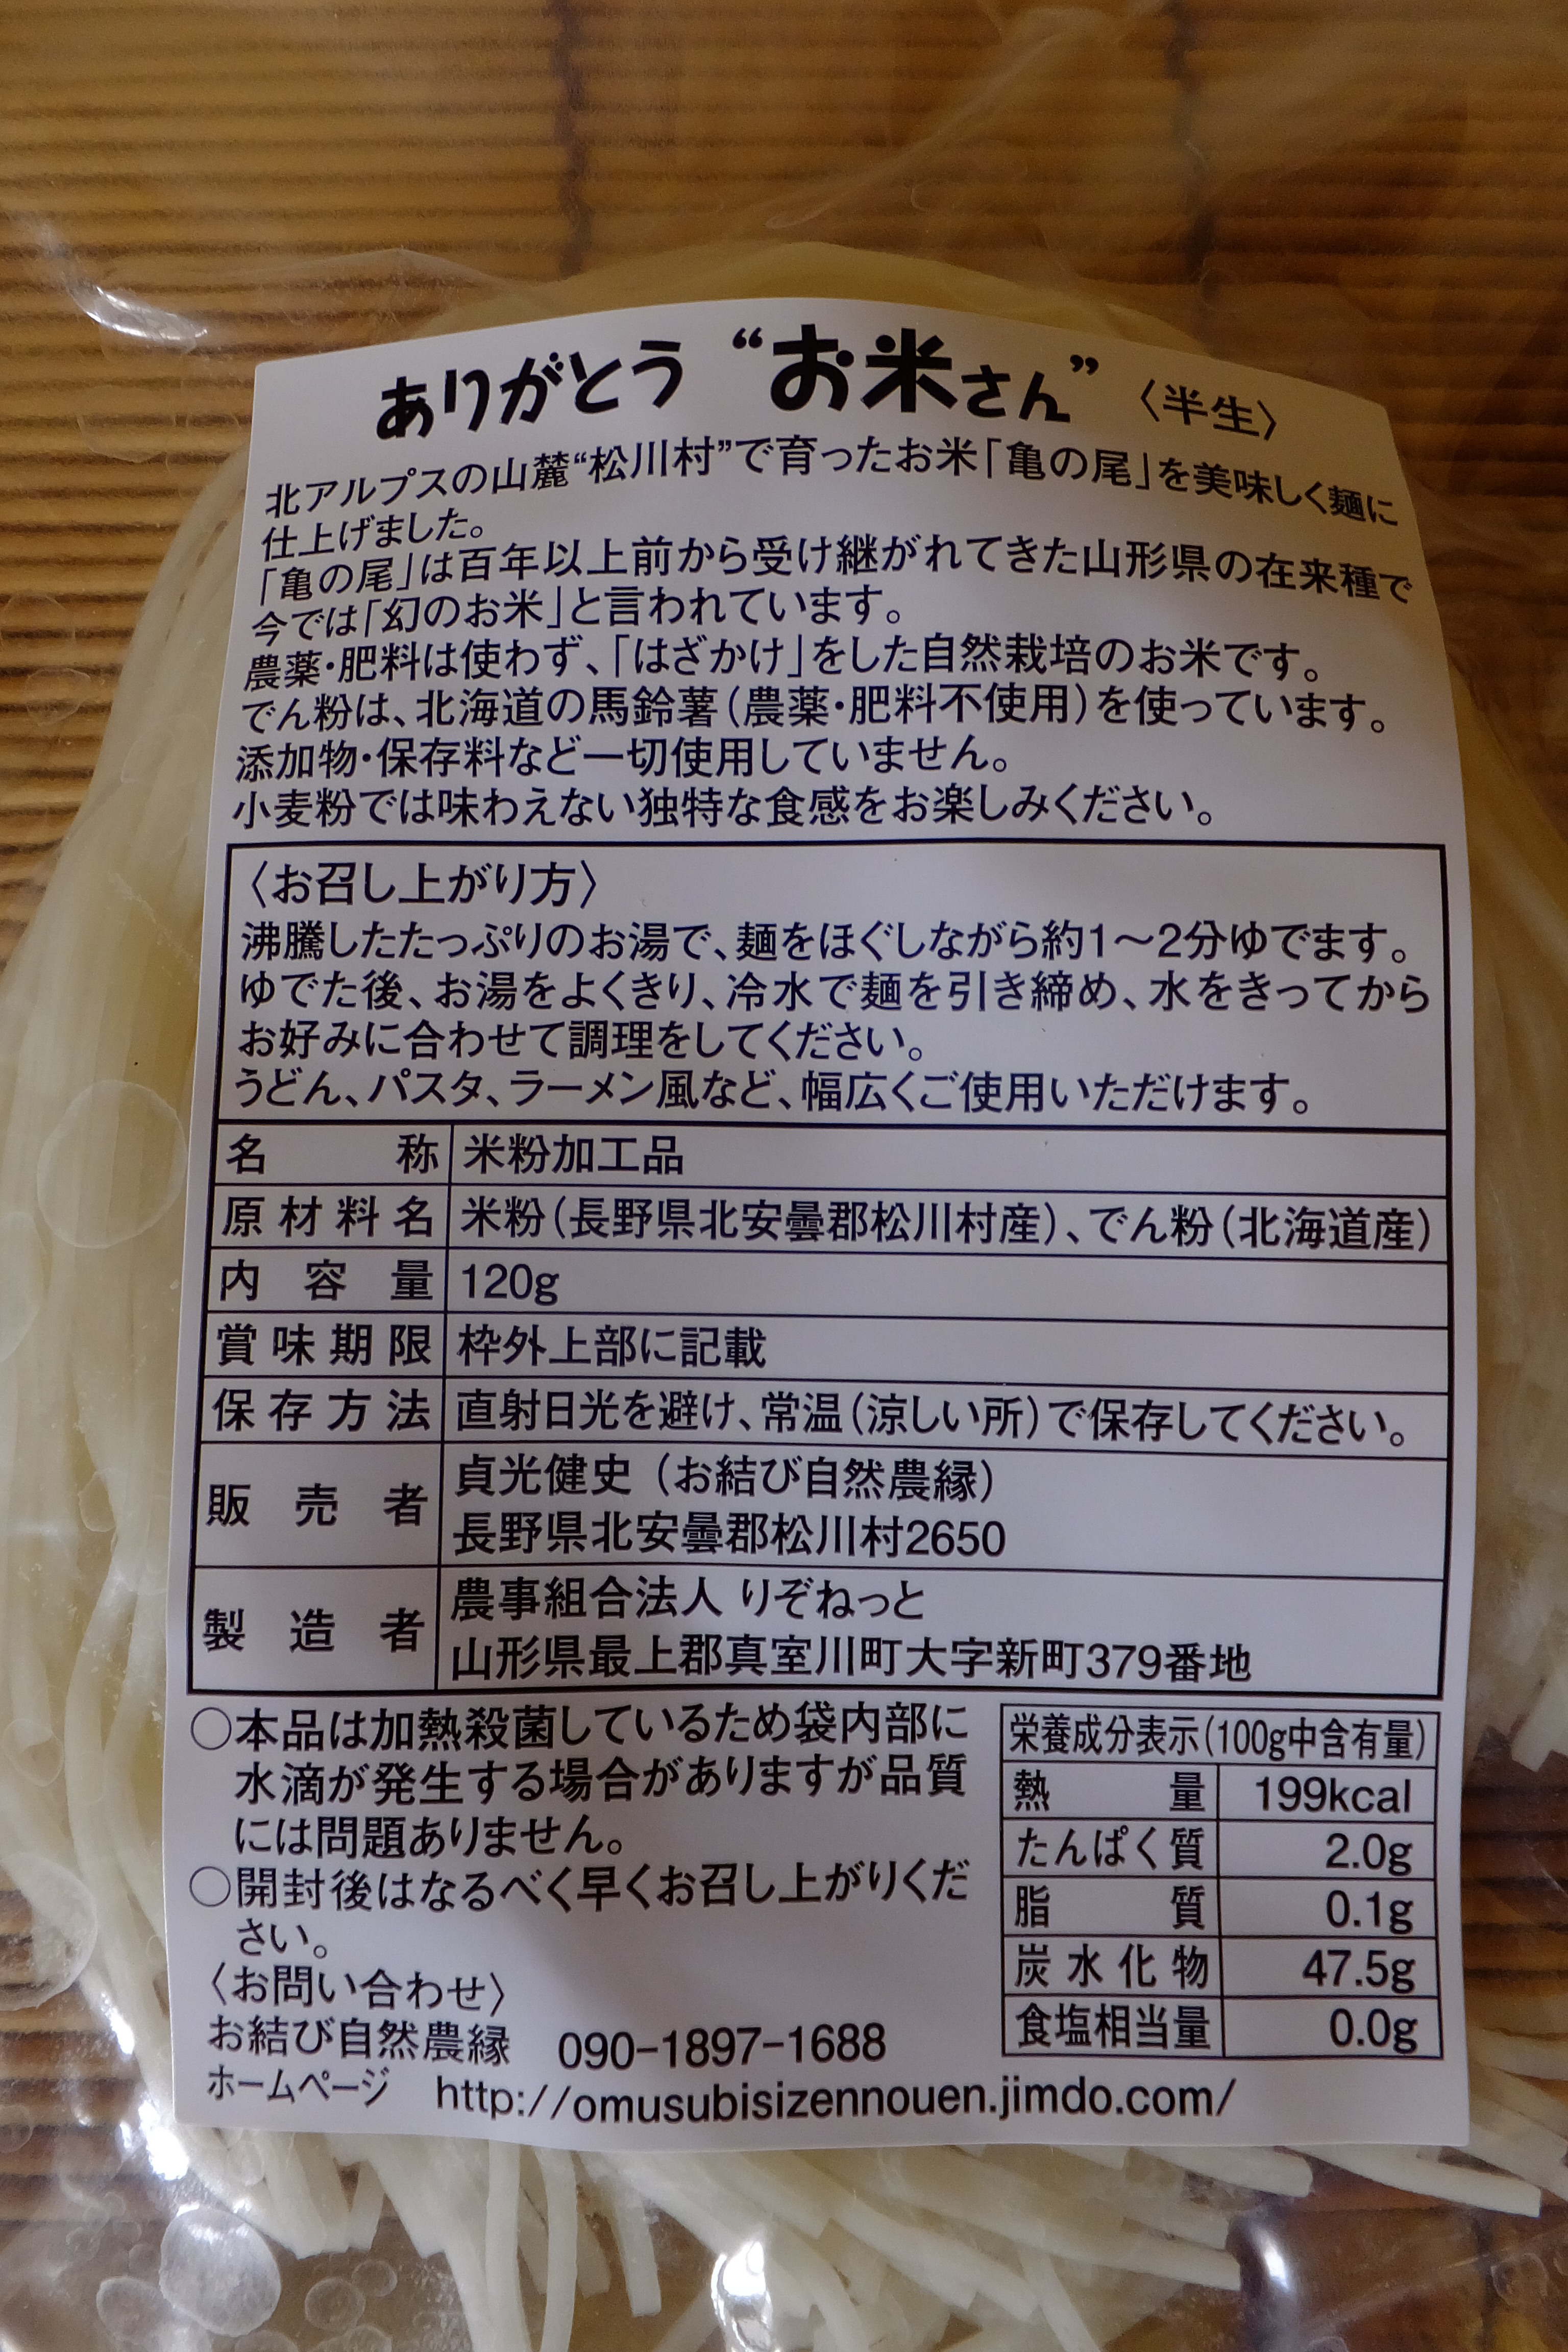 ありがとう “お米さん” 〈半生〉
北アルプスの山麓“松川村”で育ったお米「亀の尾」を美味しく麺に
仕上げました。
「亀の尾」は百年以上前から受け継がれてきた山形県の在来種で
今では「幻のお米」と言われています。
農薬・肥料は使わず、「はざかけ」をした自然栽培のお米です。
でん粉は、北海道の馬鈴薯(農薬・肥料不使用)を使っています。
添加物・保存料など一切使用していません。
小麦粉では味わえない独特な食感をお楽しみください。
〈お召し上がり方〉
沸騰したたっぷりのお湯で、麺をほぐしながら約1〜2分ゆでます。
ゆでた後、お湯をよくきり、冷水で麺を引き締め、水をきってから
お好みに合わせて調理をしてください。
うどん、パスタ、ラーメン風など、幅広くご使用いただけます。
名称 米粉加工品
原材料名 米粉(長野県北安曇郡松川村産)、でん粉(北海道産)
内容量 120g
賞味期限 枠外上部に記載
保存方法 直射日光を避け、常温(涼しい所)で保存してください。
販売者 貞光健史 (お結び自然農縁)
長野県北安曇郡松川村2650
製造者 農事組合法人 りぞねっと
山形県最上郡真室川町大字新町379番地
○本品は加熱殺菌しているため袋内部に
水滴が発生する場合がありますが品質
には問題ありません。
○開封後はなるべく早くお召し上がりくだ
さい。
〈お問い合わせ〉
お結び自然農縁 090-1897-1688
ホームページ http://omusubisizennouen.jimdo.com/
栄養成分表示(100g中含有量)
熱量 199kcal
たんぱく質 2.0g
脂質 0.1g
炭水化物 47.5g
食塩相当量 0.0g